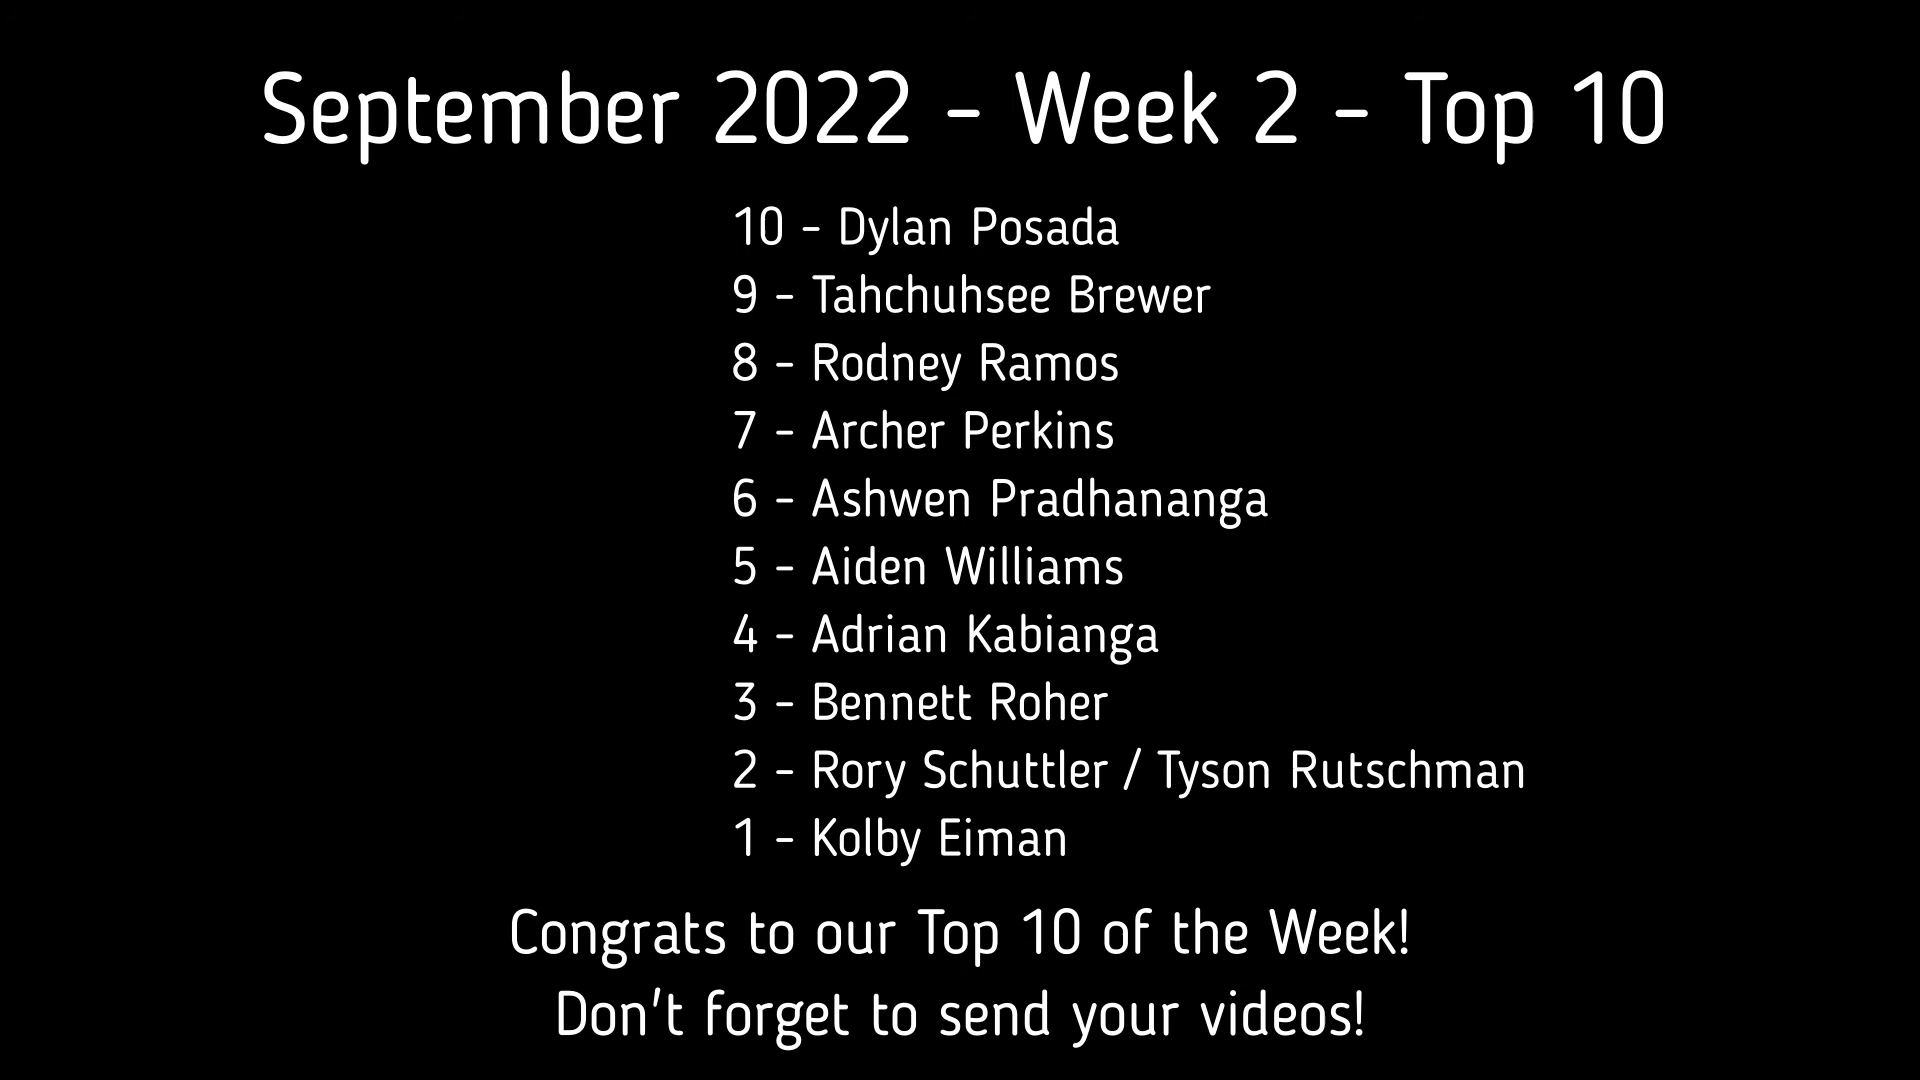 September 2022 - Week 2 - Top 10
10 - Dylan Posada
9 - Tahchuhsee Brewer
8 - Rodney Ramos
7 - Archer Perkins
6 - Ashwen Pradhananga
5 - Aiden Williams
4 - Adrian Kabianga
3 - Bennett Roher
2 - Rory Schuttler / Tyson Rutschman
1 - Kolby Eiman
Congrats to our Top 10 of the Week!
Don't forget to send your videos!